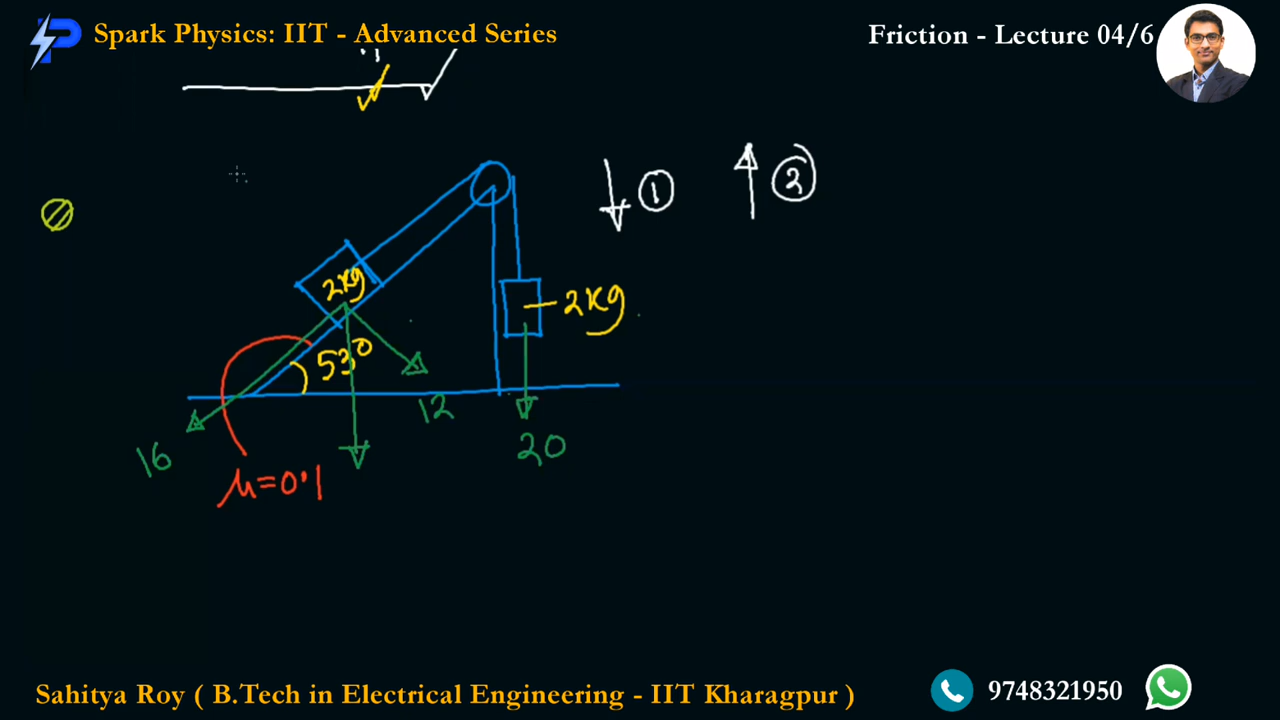 Spark Physics: IIT - Advanced Series
Friction - Lecture 04/6
↓ ① ↑ ②
2kg
2kg
53°
12
16
20
μ=0.1
Sahitya Roy ( B.Tech in Electrical Engineering - IIT Kharagpur )
9748321950